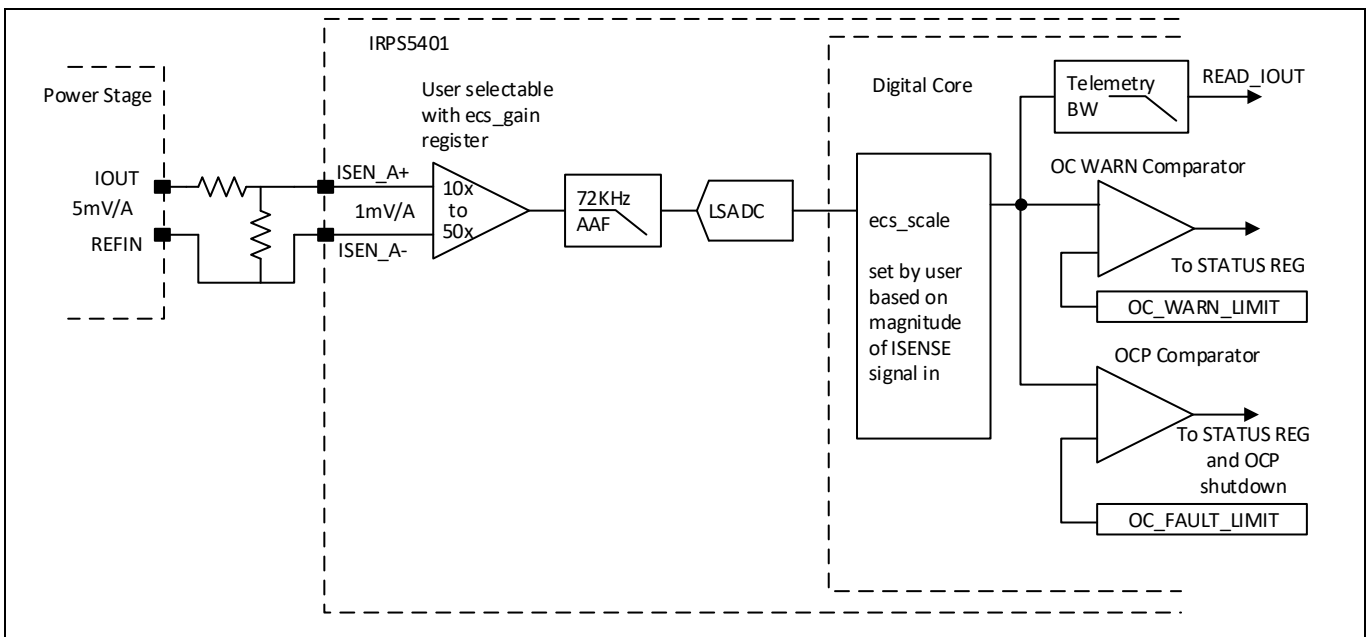 IRPS5401
Power Stage
IOUT
5mV/A
REFIN
ISEN_A+
1mV/A
ISEN_A-
User selectable
with ecs_gain
register
10x
to
50x
72KHz
AAF
LSADC
Digital Core
ecs_scale
set by user
based on
magnitude
of ISENSE
signal in
Telemetry
BW
READ_IOUT
OC WARN Comparator
To STATUS REG
OC_WARN_LIMIT
OCP Comparator
To STATUS REG
and OCP
shutdown
OC_FAULT_LIMIT